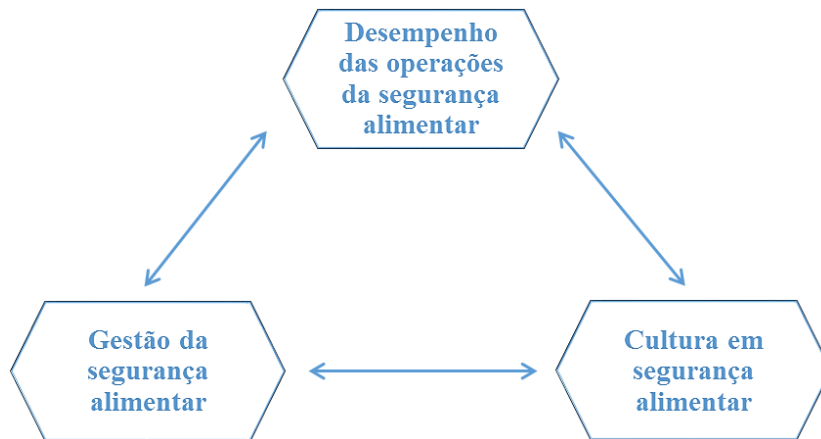 Desempenho
das operações
da segurança
alimentar
Gestão da
segurança
alimentar
Cultura em
segurança
alimentar